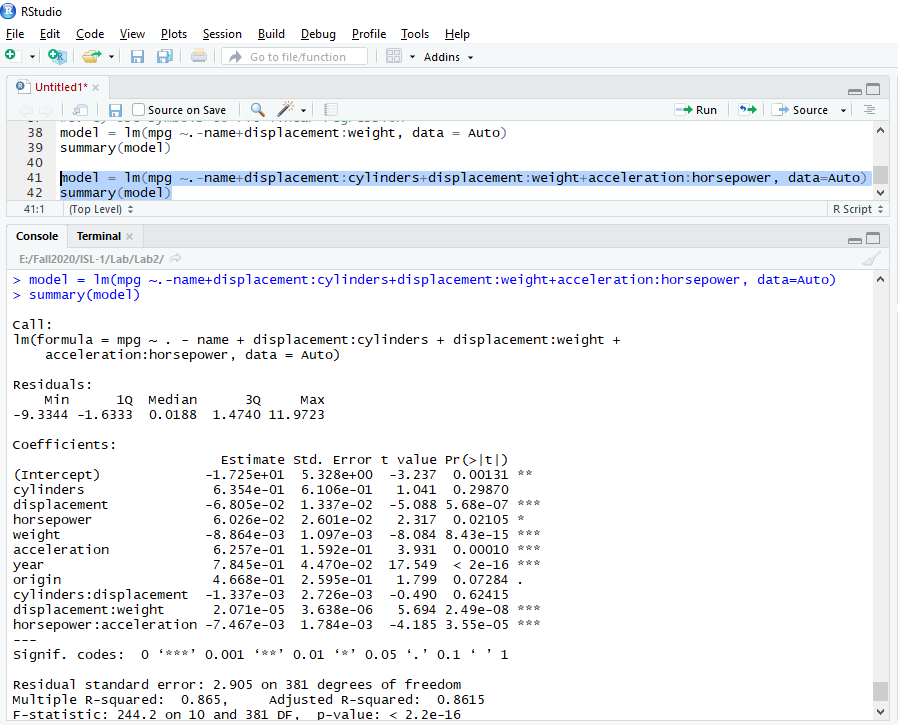 RStudio
File Edit Code View Plots Session Build Debug Profile Tools Help
Go to file/function Addins
Untitled1*
Source on Save Run Source
38 model = lm(mpg ~.-name+displacement:weight, data = Auto)
39 summary(model)
40
41 model = lm(mpg ~.-name+displacement:cylinders+displacement:weight+acceleration:horsepower, data=Auto)
42 summary(model)
41:1 (Top Level) R Script
Console Terminal
E:/Fall2020/ISL-1/Lab/Lab2/
> model = lm(mpg ~.-name+displacement:cylinders+displacement:weight+acceleration:horsepower, data=Auto)
> summary(model)
Call:
lm(formula = mpg ~ . - name + displacement:cylinders + displacement:weight +
acceleration:horsepower, data = Auto)
Residuals:
Min 1Q Median 3Q Max
-9.3344 -1.6333 0.0188 1.4740 11.9723
Coefficients:
Estimate Std. Error t value Pr(>|t|)
(Intercept) -1.725e+01 5.328e+00 -3.237 0.00131 **
cylinders 6.354e-01 6.106e-01 1.041 0.29870
displacement -6.805e-02 1.337e-02 -5.088 5.68e-07 ***
horsepower 6.026e-02 2.601e-02 2.317 0.02105 *
weight -8.864e-03 1.097e-03 -8.084 8.43e-15 ***
acceleration 6.257e-01 1.592e-01 3.931 0.00010 ***
year 7.845e-01 4.470e-02 17.549 < 2e-16 ***
origin 4.668e-01 2.595e-01 1.799 0.07284 .
cylinders:displacement -1.337e-03 2.726e-03 -0.490 0.62415
displacement:weight 2.071e-05 3.638e-06 5.694 2.49e-08 ***
horsepower:acceleration -7.467e-03 1.784e-03 -4.185 3.55e-05 ***
---
Signif. codes: 0 ‘***’ 0.001 ‘**’ 0.01 ‘*’ 0.05 ‘.’ 0.1 ‘ ’ 1
Residual standard error: 2.905 on 381 degrees of freedom
Multiple R-squared: 0.865, Adjusted R-squared: 0.8615
F-statistic: 244.2 on 10 and 381 DF, p-value: < 2.2e-16